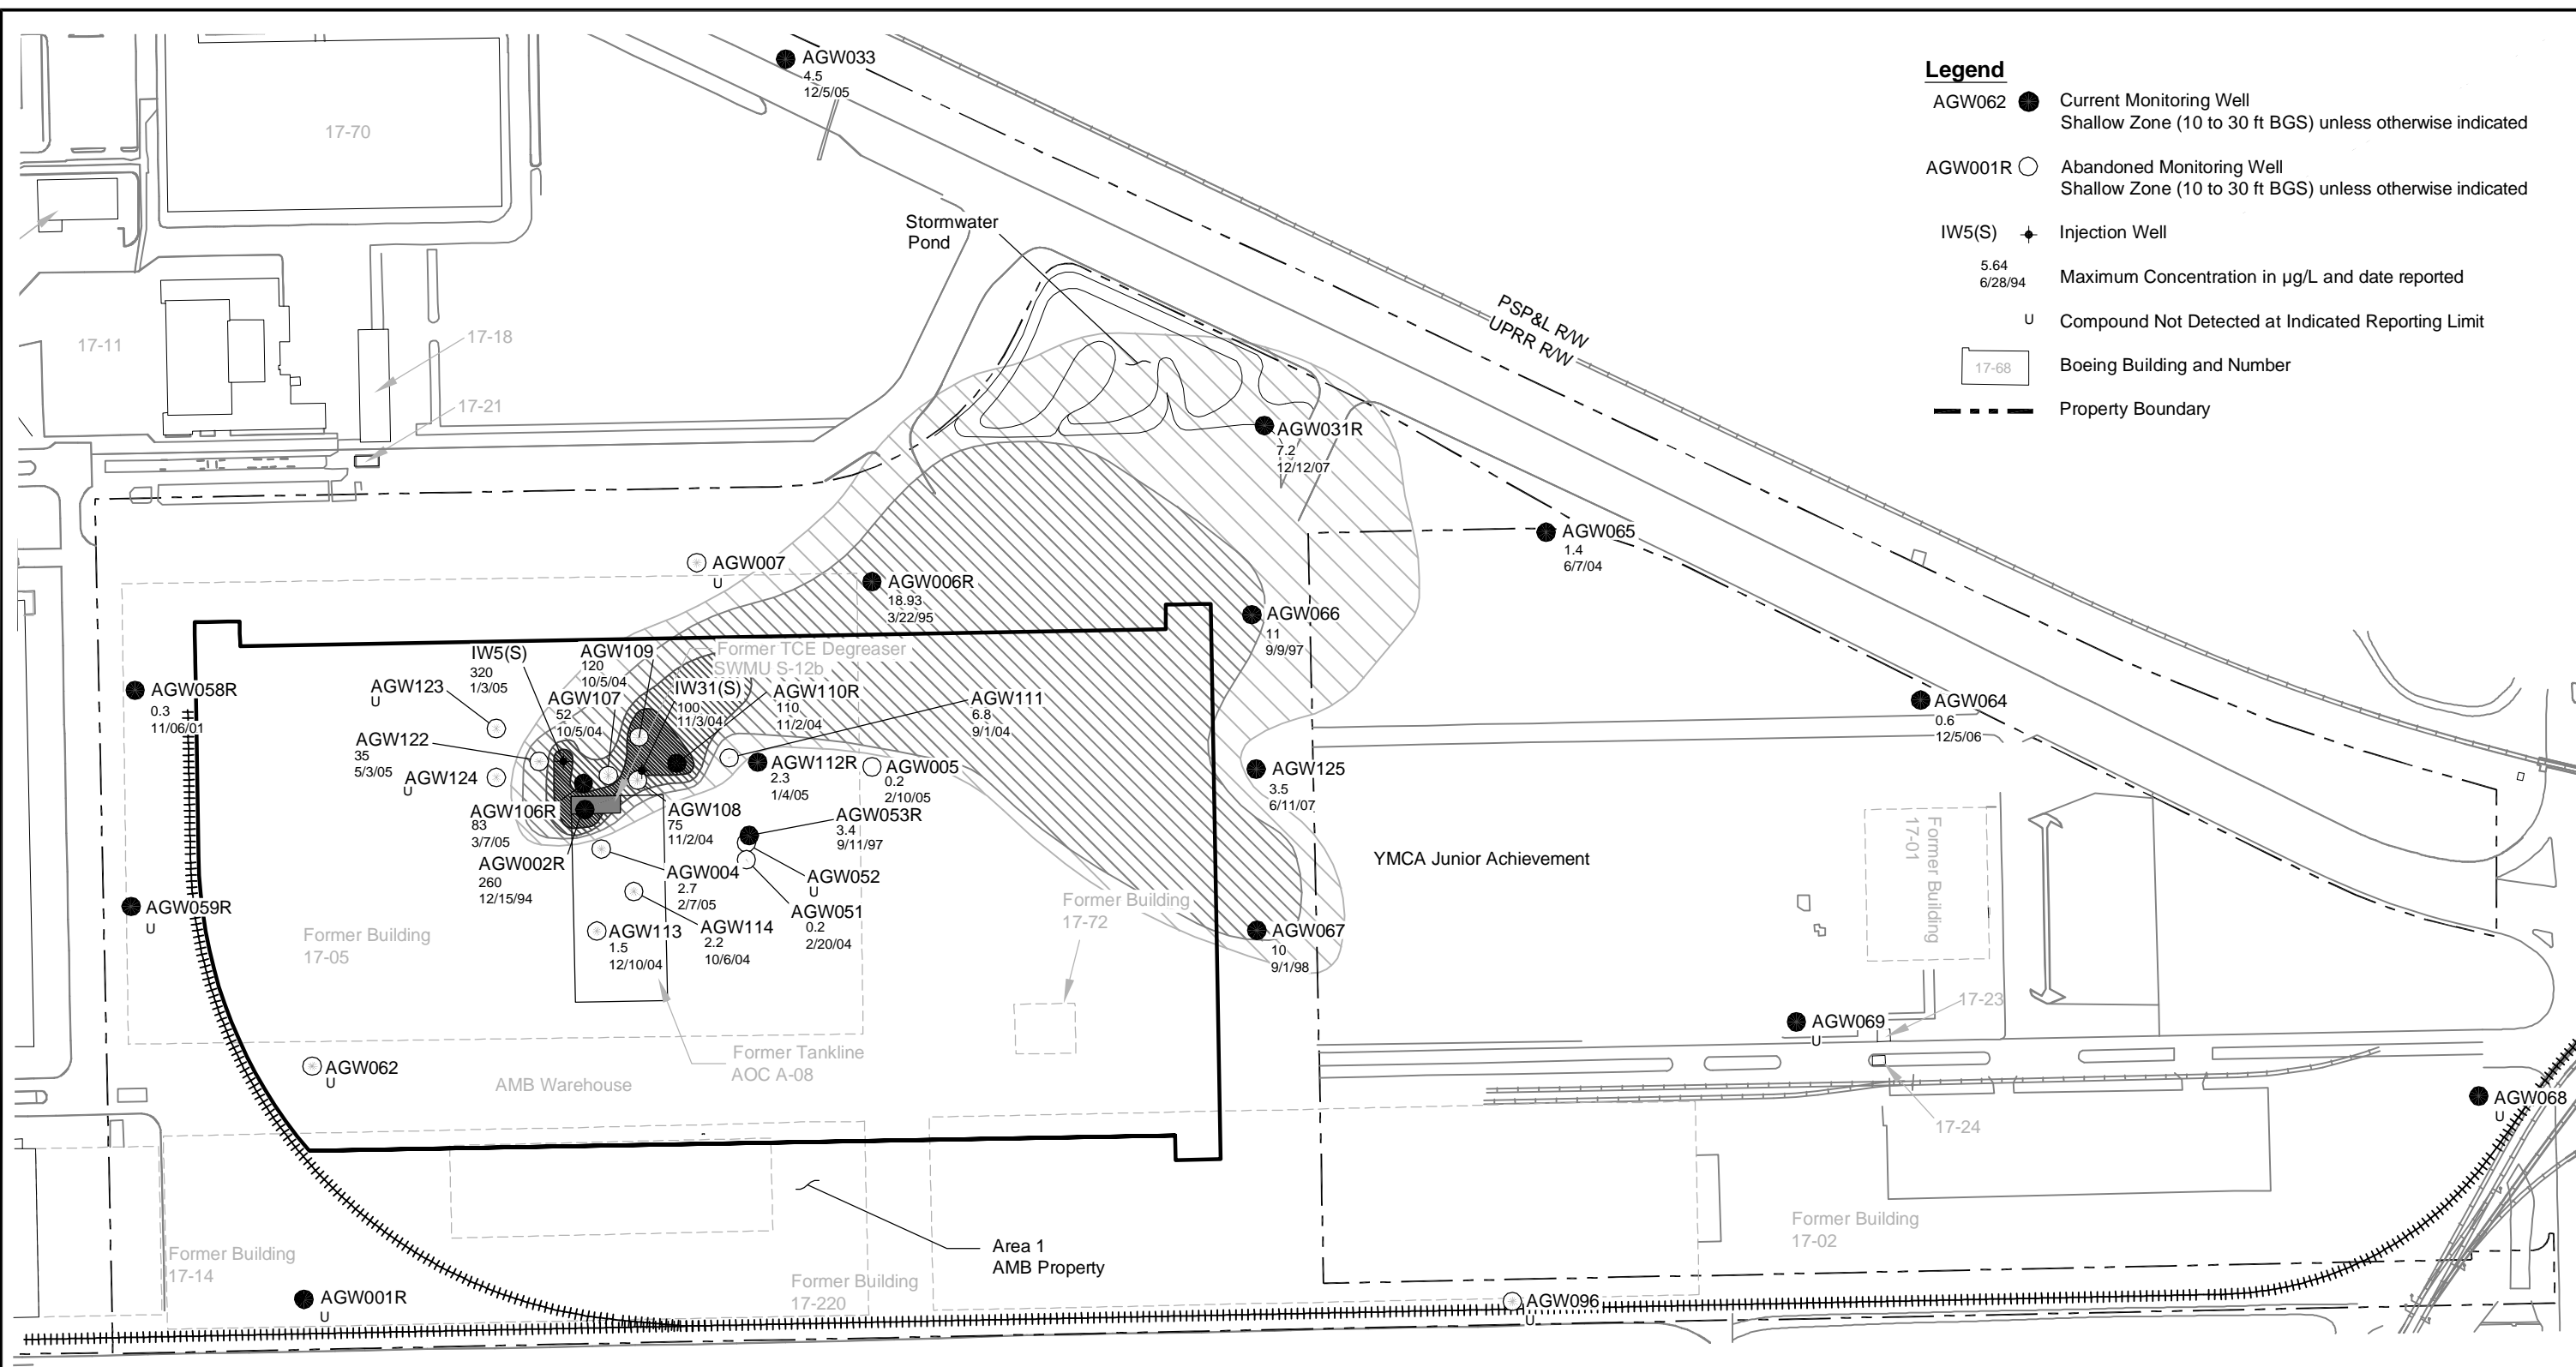 AGW033
4.5
12/5/05
Legend
AGW062
Current Monitoring Well
Shallow Zone (10 to 30 ft BGS) unless otherwise indicated
AGW001R
Abandoned Monitoring Well
Shallow Zone (10 to 30 ft BGS) unless otherwise indicated
IW5(S)
Injection Well
5.64
6/28/94
Maximum Concentration in µg/L and date reported
U
Compound Not Detected at Indicated Reporting Limit
17-68
Boeing Building and Number
Property Boundary
17-70
Stormwater
Pond
17-11
17-18
17-21
PSP&L R/W
UPRR R/W
AGW031R
7.2
12/12/07
AGW065
1.4
6/7/04
AGW007
U
AGW006R
18.93
3/22/95
AGW066
11
9/9/97
Former TCE Degreaser
SWMU S-12b
IW5(S)
320
1/3/05
AGW109
120
10/5/04
AGW123
U
AGW107
52
10/5/04
IW31(S)
100
11/3/04
AGW110R
110
11/2/04
AGW111
6.8
9/1/04
AGW058R
0.3
11/06/01
AGW064
0.6
12/5/06
AGW122
35
5/3/05
AGW124
U
AGW112R
2.3
1/4/05
AGW005
0.2
2/10/05
AGW125
3.5
6/11/07
AGW106R
83
3/7/05
AGW108
75
11/2/04
AGW053R
3.4
9/11/97
AGW002R
260
12/15/94
AGW004
2.7
2/7/05
AGW052
U
AGW051
0.2
2/20/04
YMCA Junior Achievement
Former Building
17-01
AGW059R
U
Former Building
17-05
AGW113
1.5
12/10/04
AGW114
2.2
10/6/04
Former Building
17-72
AGW067
10
9/1/98
17-23
AGW069
U
AGW062
U
AMB Warehouse
Former Tankline
AOC A-08
AGW068
U
17-24
Former Building
17-14
Area 1
AMB Property
Former Building
17-02
Former Building
17-220
AGW001R
U
AGW096
U